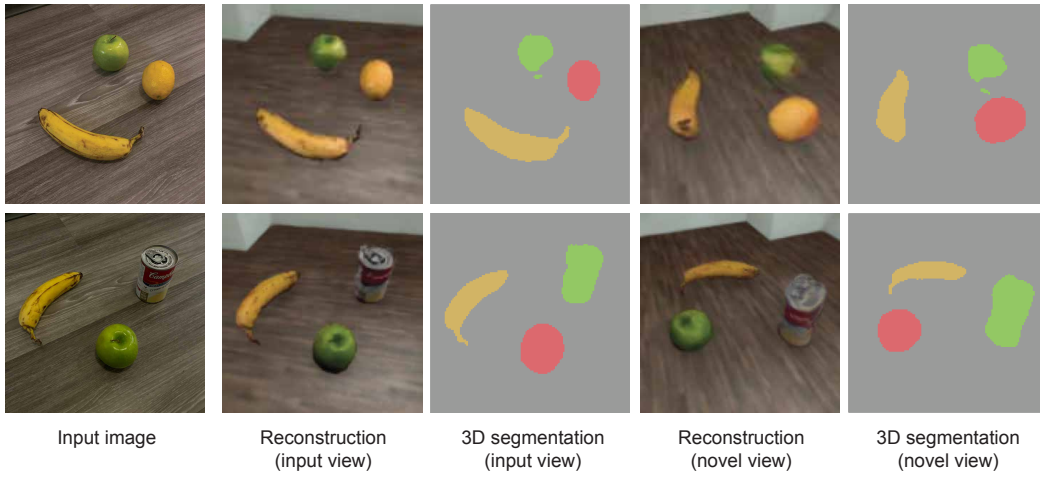 Input image
Reconstruction
(input view)
3D segmentation
(input view)
Reconstruction
(novel view)
3D segmentation
(novel view)